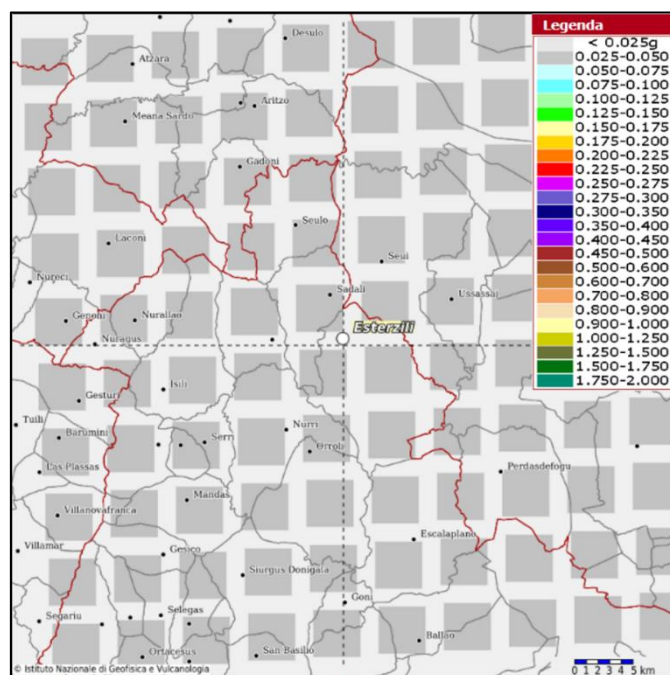 Legenda
< 0.025g
0.025-0.050
0.050-0.075
0.075-0.100
0.100-0.125
0.125-0.150
0.150-0.175
0.175-0.200
0.200-0.225
0.225-0.250
0.250-0.275
0.275-0.300
0.300-0.350
0.350-0.400
0.400-0.450
0.450-0.500
0.500-0.600
0.600-0.700
0.700-0.800
0.800-0.900
0.900-1.000
1.000-1.250
1.250-1.500
1.500-1.750
1.750-2.000
Desulo
Atzara
Aritzo
Meana Sardo
Gadoni
Seulo
Laconi
Seui
Nureci
Sadali
Ussassai
Genoni
Nurallao
Esterzili
Nuragus
Isili
Gesturi
Tuili
Nurri
Barumini
Serri
Orroli
Las Plassas
Perdasdefogu
Mandas
Villanovafranca
Escalaplano
Villamar
Gesico
Siurgus Donigala
Goni
Segariu
Selegas
Ballao
Ortacesus
San Basilio
© Istituto Nazionale di Geofisica e Vulcanologia
0 1 2 3 4 5 km